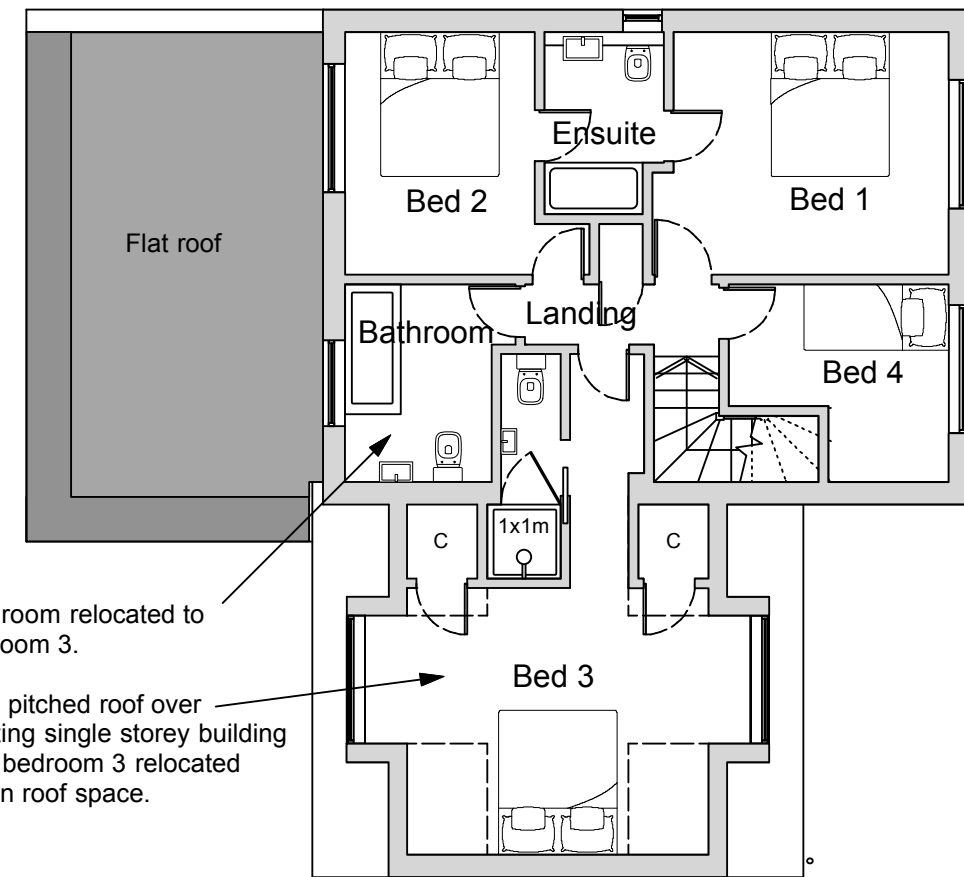 Ensuite
Bed 2
Bed 1
Flat roof
Landing
Bathroom
Bed 4
1x1m
C
C
room relocated to
oom 3.
Bed 3
pitched roof over
ting single storey building
bedroom 3 relocated
n roof space.